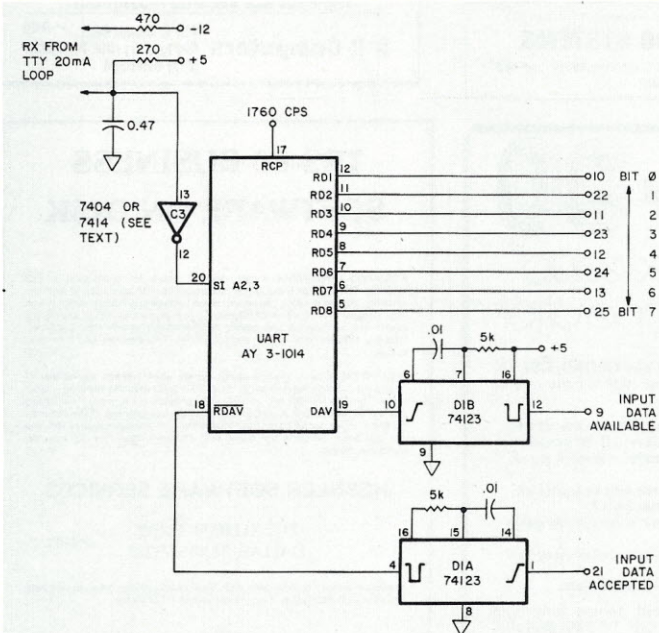 470
-12
RX FROM
TTY 20mA
LOOP
270
+5
0.47
1760 CPS
17
RCP
13
C3
12
7404 OR
7414 (SEE
TEXT)
20
SI A2,3
UART
AY 3-1014
RD1 12 10 BIT Ø
RD2 11 22 1
RD3 10 11 2
RD4 9 23 3
RD5 8 12 4
RD6 7 24 5
RD7 6 13 6
RD8 5 25 BIT 7
.01
5k
+5
6 7 16
18 RDAV
DAV 19
10
D1B
74123
12
9
INPUT
DATA
AVAILABLE
9
5k
.01
16 15 14
4
D1A
74123
1
21
INPUT
DATA
ACCEPTED
8